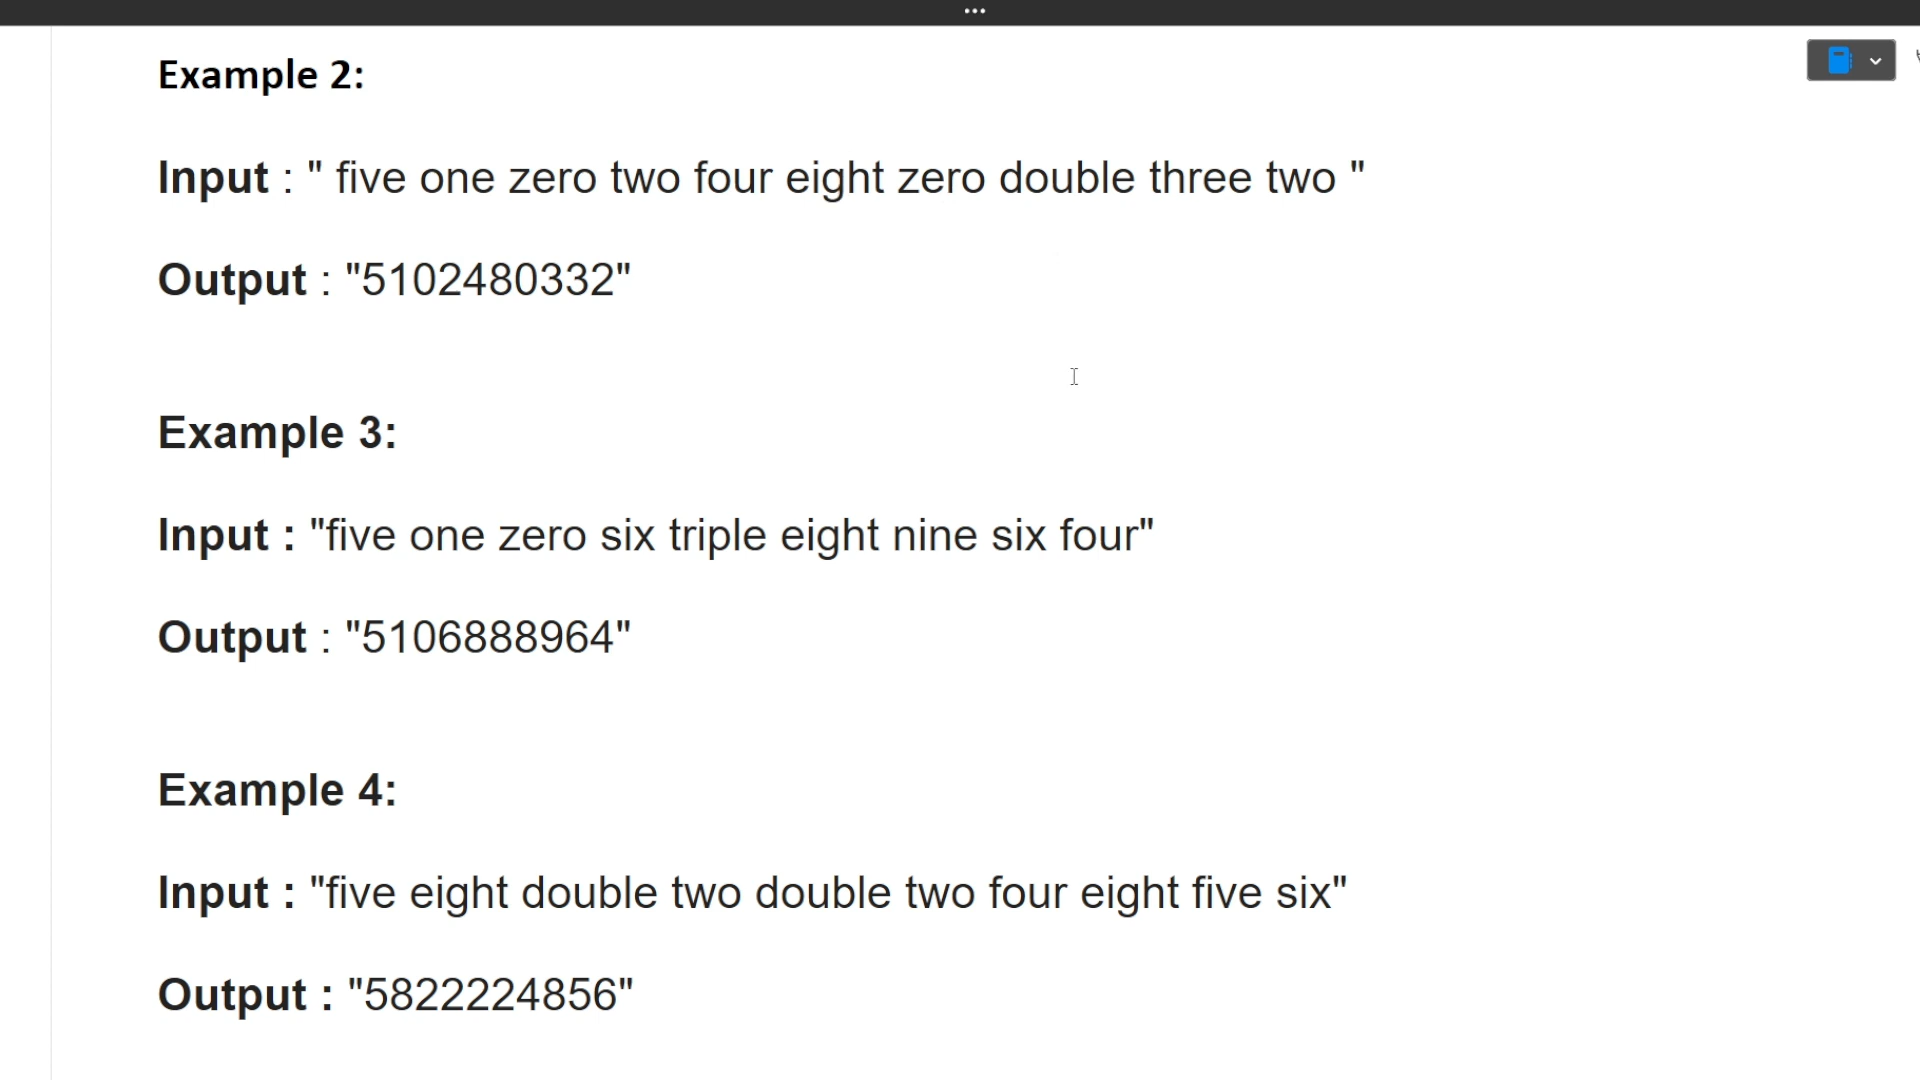 Example 2:
Input : " five one zero two four eight zero double three two "
Output : "5102480332"
Example 3:
Input : "five one zero six triple eight nine six four"
Output : "5106888964"
Example 4:
Input : "five eight double two double two four eight five six"
Output : "5822224856"